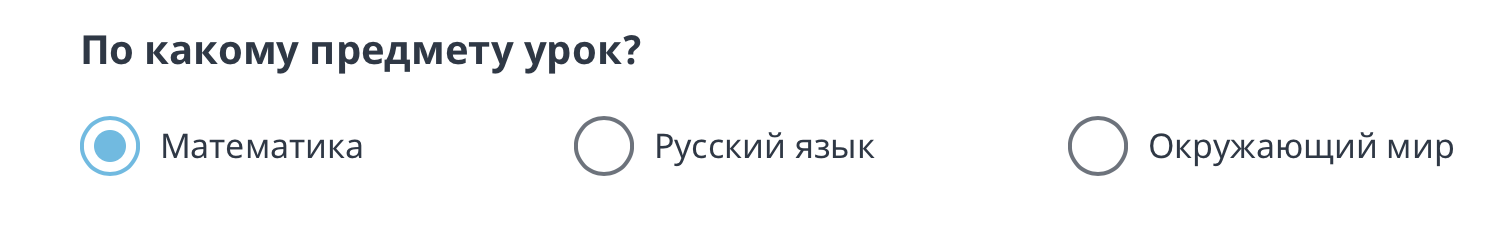 По какому предмету урок?
Математика Русский язык Окружающий мир